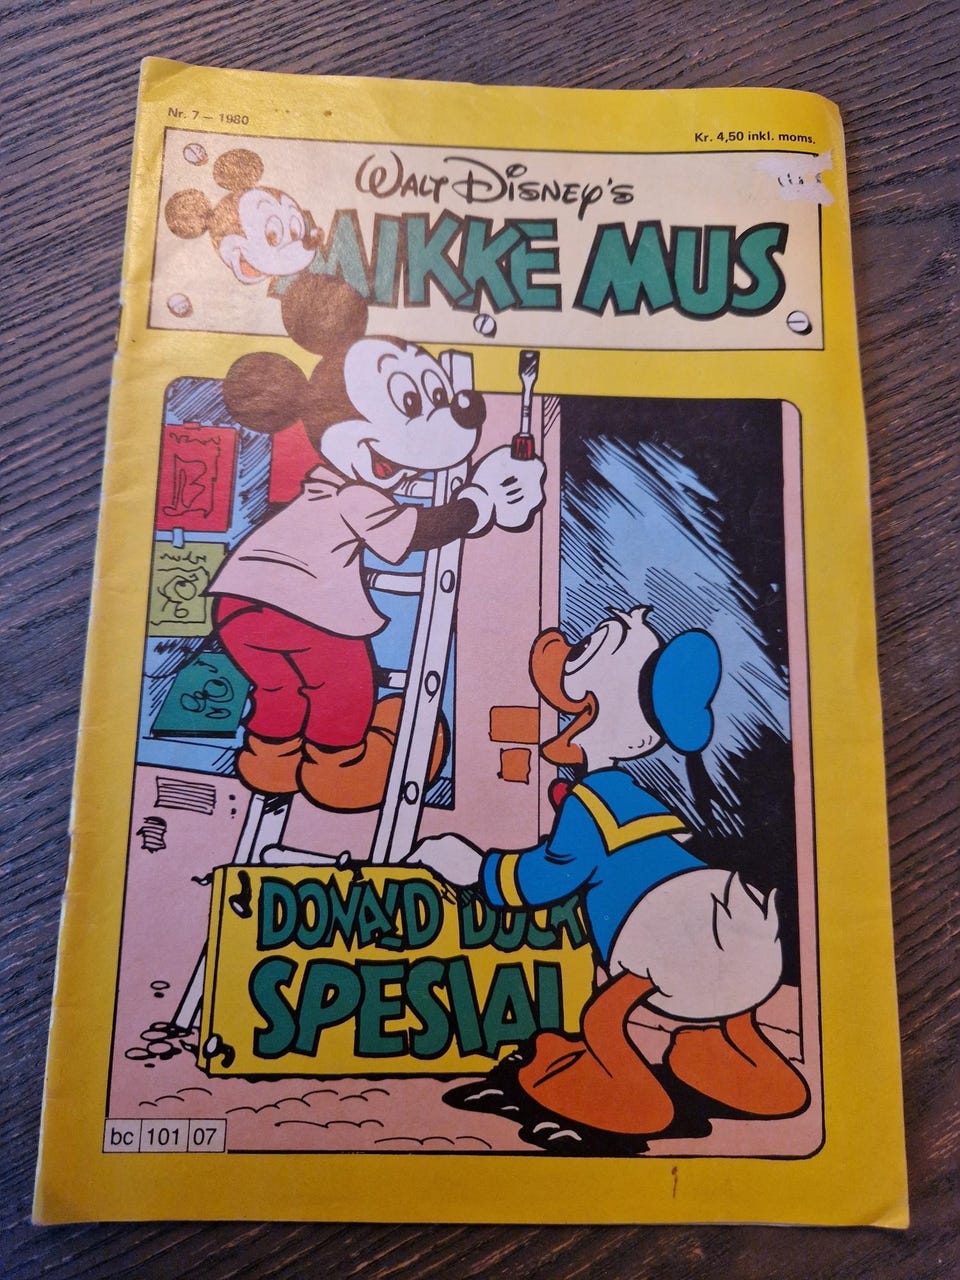 Nr. 7 – 1980
Kr. 4,50 inkl. moms.
WALT DISNEY'S
MIKKE MUS
DONALD DUCK
SPESIAL
bc 101 07